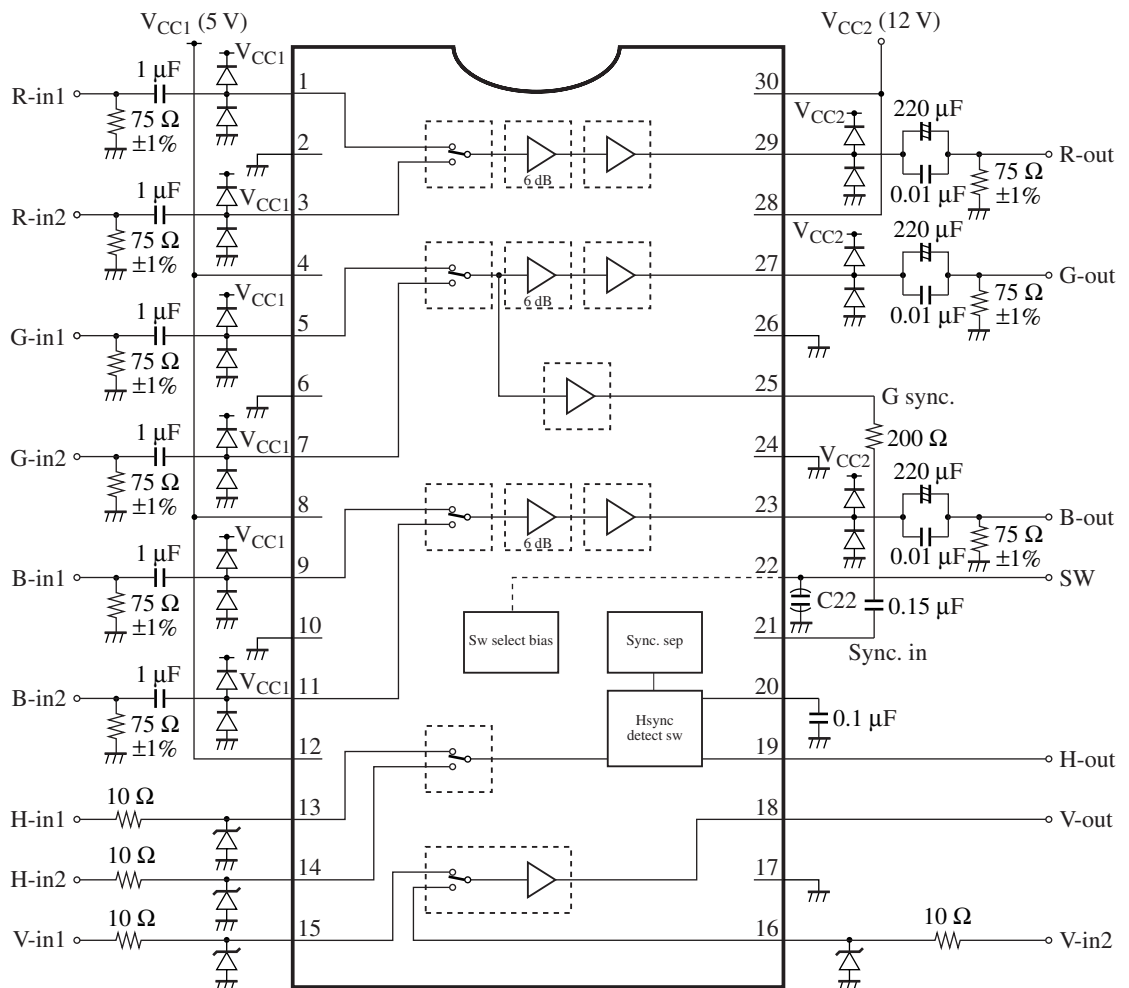 VCC1 (5 V)
VCC2 (12 V)
VCC1
1 μF
R-in1
75 Ω
±1%
1
2
1 μF
VCC1
R-in2
75 Ω
±1%
3
4
1 μF
VCC1
G-in1
75 Ω
±1%
5
6
1 μF
VCC1
G-in2
75 Ω
±1%
7
8
1 μF
VCC1
B-in1
75 Ω
±1%
9
10
1 μF
VCC1
B-in2
75 Ω
±1%
11
12
10 Ω
H-in1
13
10 Ω
H-in2
14
10 Ω
V-in1
15
6 dB
6 dB
6 dB
Sw select bias
Sync. sep
Hsync
detect sw
30
VCC2
220 μF
29
R-out
0.01 μF
75 Ω
±1%
28
VCC2
220 μF
27
G-out
0.01 μF
75 Ω
±1%
26
25
G sync.
200 Ω
24
VCC2
220 μF
23
B-out
0.01 μF
75 Ω
±1%
22
SW
C22
0.15 μF
21
Sync. in
20
0.1 μF
19
H-out
18
V-out
17
16
10 Ω
V-in2